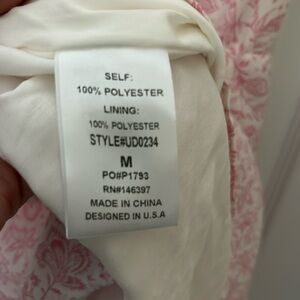 SELF:
100% POLYESTER
LINING:
100% POLYESTER
STYLE#UD0234
M
PO#P1793
RN#146397
MADE IN CHINA
DESIGNED IN U.S.A